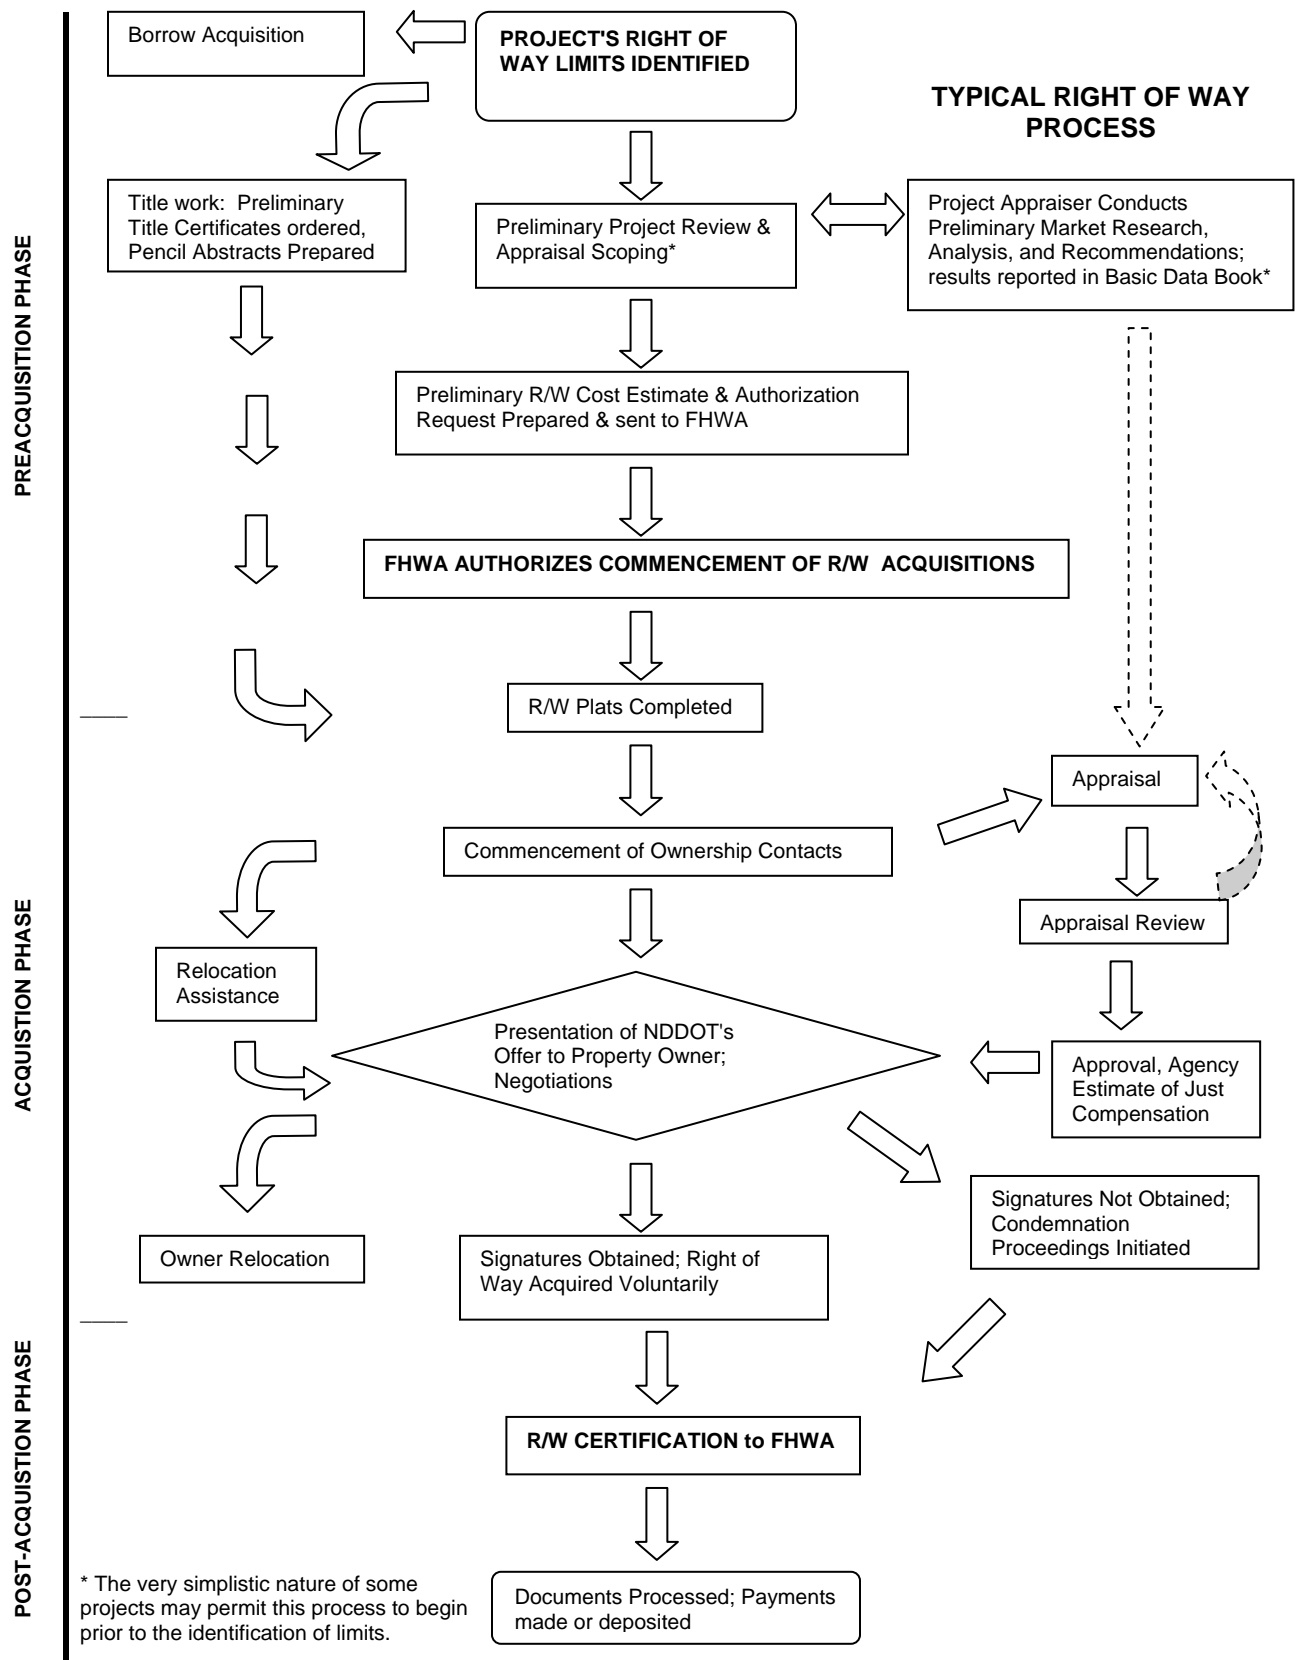 Borrow Acquisition
PROJECT'S RIGHT OF
WAY LIMITS IDENTIFIED
TYPICAL RIGHT OF WAY
PROCESS
Title work: Preliminary
Title Certificates ordered,
Pencil Abstracts Prepared
Preliminary Project Review &
Appraisal Scoping*
Project Appraiser Conducts
Preliminary Market Research,
Analysis, and Recommendations;
results reported in Basic Data Book*
PREACQUISITION PHASE
Preliminary R/W Cost Estimate & Authorization
Request Prepared & sent to FHWA
FHWA AUTHORIZES COMMENCEMENT OF R/W ACQUISITIONS
R/W Plats Completed
Appraisal
Commencement of Ownership Contacts
Appraisal Review
ACQUISTION PHASE
Relocation
Assistance
Presentation of NDDOT's
Offer to Property Owner;
Negotiations
Approval, Agency
Estimate of Just
Compensation
Signatures Not Obtained;
Condemnation
Proceedings Initiated
Owner Relocation
Signatures Obtained; Right of
Way Acquired Voluntarily
POST-ACQUISTION PHASE
R/W CERTIFICATION to FHWA
* The very simplistic nature of some
projects may permit this process to begin
prior to the identification of limits.
Documents Processed; Payments
made or deposited